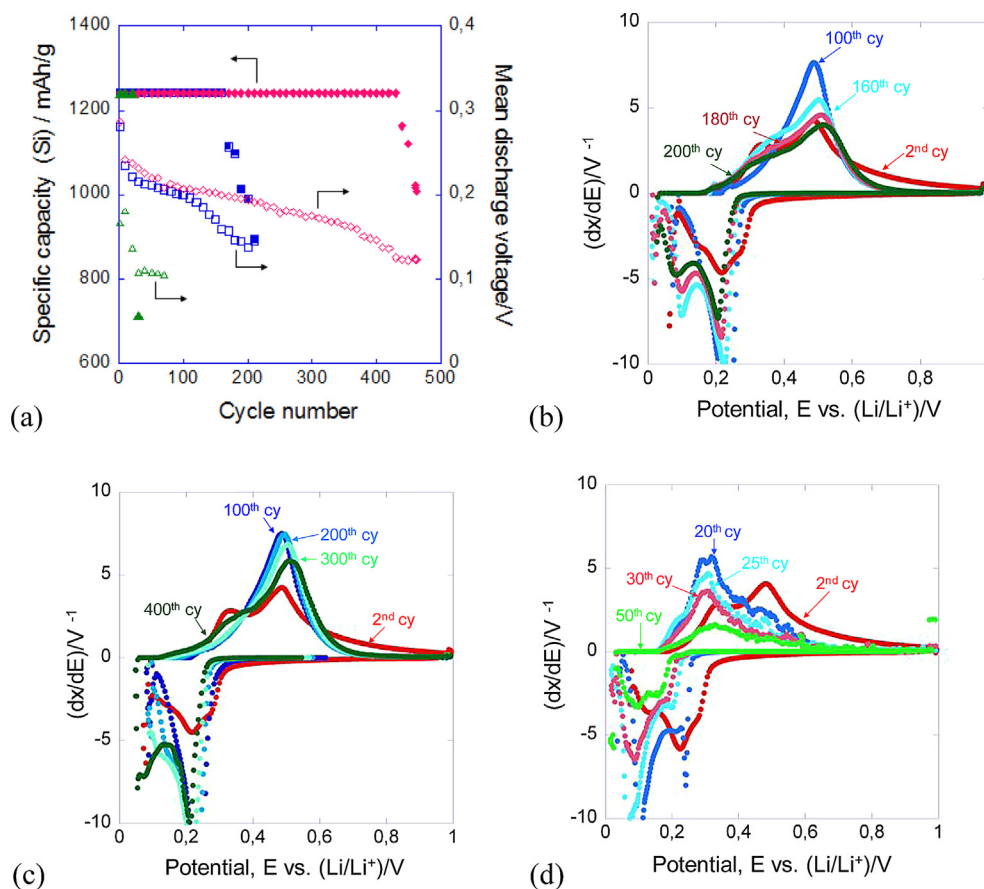 1400
1200
1000
800
600
0,4
0,3
0,2
0,1
0
0 100 200 300 400 500
Specific capacity (Si) / mAh/g
Mean discharge voltage/V
Cycle number
(a)
10
5
0
-5
-10
0 0,2 0,4 0,6 0,8
(dx/dE)/V -1
100th cy
160th cy
180th cy
2nd cy
200th cy
Potential, E vs. (Li/Li+)/V
(b)
10
5
0
-5
-10
0 0,2 0,4 0,6 0,8 1
(dx/dE)/V -1
100th cy
200th cy
300th cy
400th cy
2nd cy
Potential, E vs. (Li/Li+)/V
(c)
10
5
0
-5
-10
0 0,2 0,4 0,6 0,8 1
(dx/dE)/V -1
20th cy
25th cy
30th cy
2nd cy
50th cy
Potential, E vs. (Li/Li+)/V
(d)